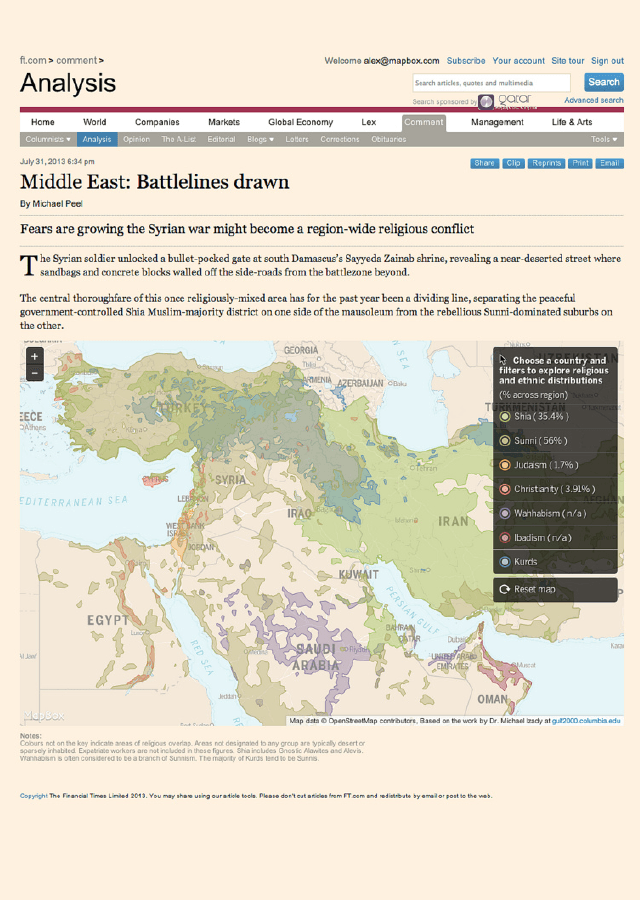 ft.com > comment >
Welcome alex@mapbox.com Subscribe Your account Site tour Sign out
Analysis
Search articles, quotes and multimedia
Search
Search sponsored by
Advanced search
Home World Companies Markets Global Economy Lex Comment Management Life & Arts
Columnists Analysis Opinion The A-List Editorial Blogs Letters Corrections Obituaries Tools
July 31, 2013 6:34 pm
Share Clip Reprints Print Email
Middle East: Battlelines drawn
By Michael Peel
Fears are growing the Syrian war might become a region-wide religious conflict
The Syrian soldier unlocked a bullet-pocked gate at south Damascus's Sayyeda Zainab shrine, revealing a near-deserted street where
sandbags and concrete blocks walled off the side-roads from the battlezone beyond.
The central thoroughfare of this once religiously-mixed area has for the past year been a dividing line, separating the peaceful
government-controlled Shia Muslim-majority district on one side of the mausoleum from the rebellious Sunni-dominated suburbs on
the other.
+
−
GEORGIA
ARMENIA
AZERBAIJAN
Baku
TURKEY
TURKMENISTAN
Athens
CYPRUS
SYRIA
LEBANON
MEDITERRANEAN SEA
WEST BANK
ISRAEL
JORDAN
IRAQ
IRAN
KUWAIT
PERSIAN GULF
EGYPT
BAHRAIN
QATAR
Dubai
UNITED ARAB
EMIRATES
Muscat
RED SEA
SAUDI
ARABIA
Riyadh
Jeddah
OMAN
Choose a country and
filters to explore religious
and ethnic distributions
(% across region)
Shia (35.4%)
Sunni (56%)
Judaism (1.7%)
Christianity (3.91%)
Wahhabism (n/a)
Ibadism (n/a)
Kurds
Reset map
mapbox
Map data © OpenStreetMap contributors, Based on the work by Dr. Michael Izady at gulf2000.columbia.edu
Notes:
Colours not on the key indicate areas of religious overlap. Areas not designated to any group are typically desert or
sparsely inhabited. Expatriate workers are not included in these figures. Shia includes Gnostic Alawites and Alevis.
Wahhabism is often considered to be a branch of Sunnism. The majority of Kurds tend to be Sunnis.
Copyright The Financial Times Limited 2013. You may share using our article tools. Please don't cut articles from FT.com and redistribute by email or post to the web.